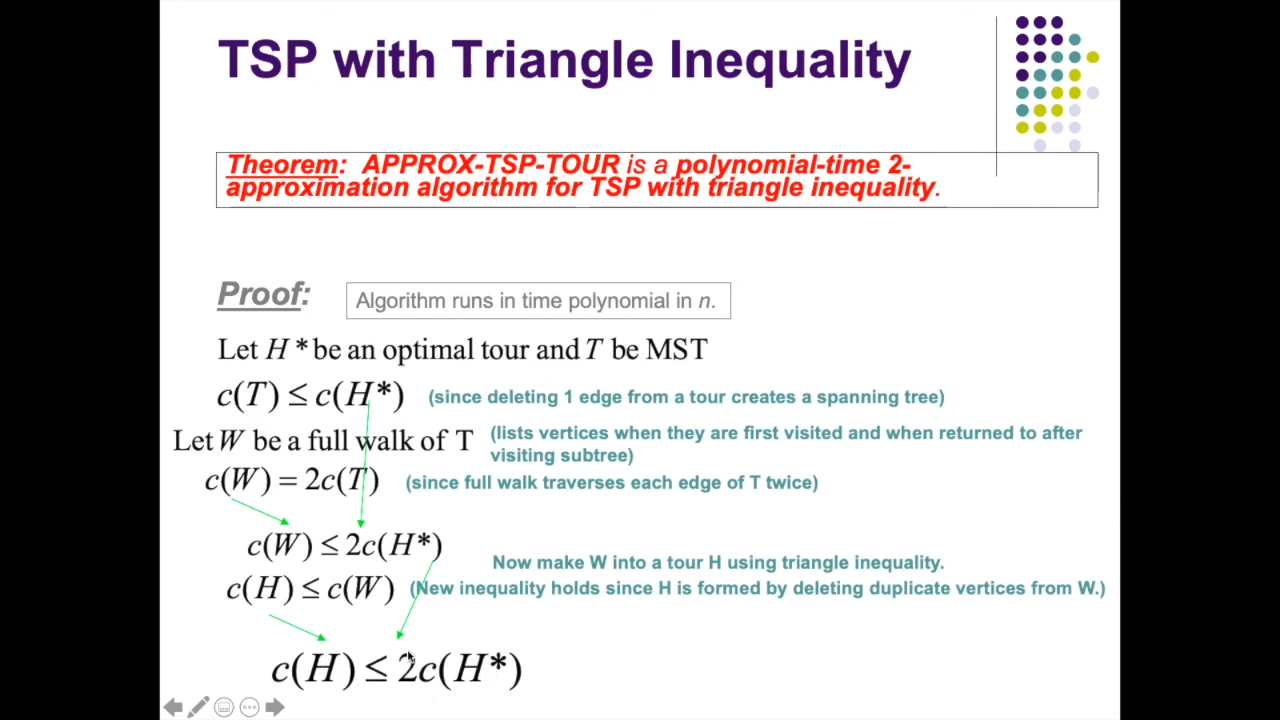 TSP with Triangle Inequality
Theorem: APPROX-TSP-TOUR is a polynomial-time 2-
approximation algorithm for TSP with triangle inequality.
Proof:
Algorithm runs in time polynomial in n.
Let H * be an optimal tour and T be MST
c(T) ≤ c(H*) (since deleting 1 edge from a tour creates a spanning tree)
Let W be a full walk of T (lists vertices when they are first visited and when returned to after
visiting subtree)
c(W) = 2c(T) (since full walk traverses each edge of T twice)
c(W) ≤ 2c(H*)
Now make W into a tour H using triangle inequality.
c(H) ≤ c(W) (New inequality holds since H is formed by deleting duplicate vertices from W.)
c(H) ≤ 2c(H*)